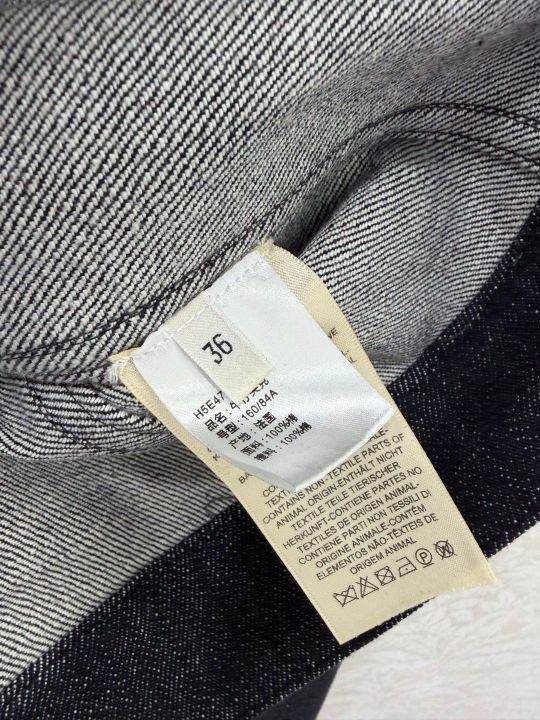 36
H5E47
品名:
号型: 160/84A
产地: 法国
面料: 100%棉
里料: 100%棉
CONTAINS NON-TEXTILE PARTS OF
ANIMAL ORIGIN-ENTHÄLT NICHT
TEXTILE TEILE TIERISCHER
HERKUNFT-CONTIENE PARTES NO
TEXTILES DE ORIGEN ANIMAL-
CONTIENE PARTI NON TESSILI DI
ORIGINE ANIMALE-CONTÉM
ELEMENTOS NÃO-TÊXTEIS DE
ORIGEM ANIMAL